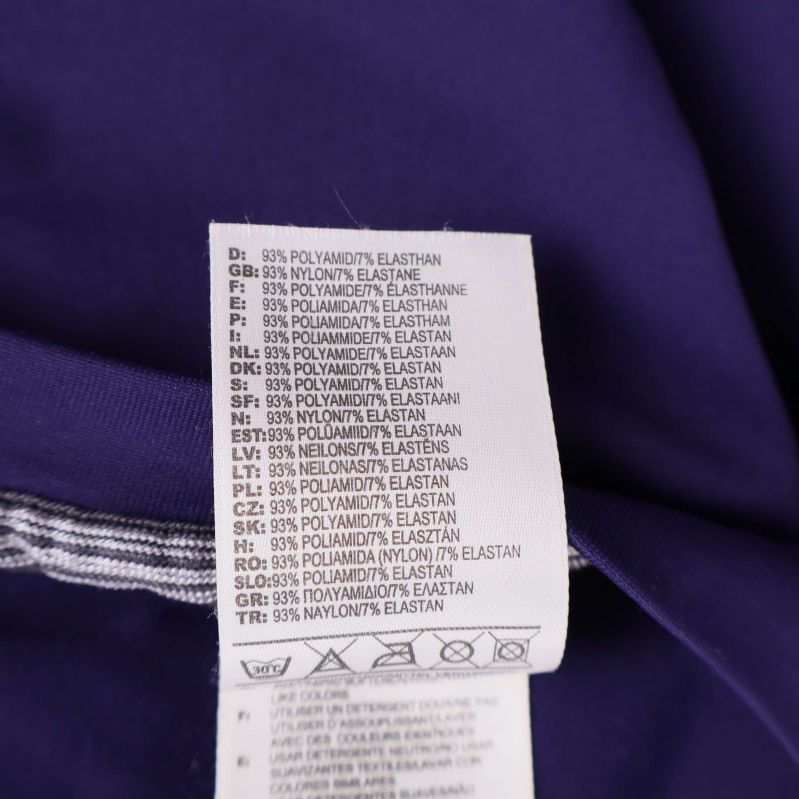 D: 93% POLYAMID/7% ELASTHAN
GB: 93% NYLON/7% ELASTANE
F: 93% POLYAMIDE/7% ÉLASTHANNE
E: 93% POLIAMIDA/7% ELASTHAN
P: 93% POLIAMIDA/7% ELASTHAM
I: 93% POLIAMMIDE/7% ELASTAN
NL: 93% POLYAMIDE/7% ELASTAAN
DK: 93% POLYAMID/7% ELASTAN
S: 93% POLYAMID/7% ELASTAN
SF: 93% POLYAMIDI/7% ELASTAANI
N: 93% NYLON/7% ELASTAN
EST: 93% POLÜAMIID/7% ELASTAAN
LV: 93% NEILONS/7% ELASTĒNS
LT: 93% NEILONAS/7% ELASTANAS
PL: 93% POLIAMID/7% ELASTAN
CZ: 93% POLYAMID/7% ELASTAN
SK: 93% POLYAMID/7% ELASTAN
H: 93% POLIAMID/7% ELASZTÁN
RO: 93% POLIAMIDA (NYLON) /7% ELASTAN
SLO: 93% POLIAMID/7% ELASTAN
GR: 93% ΠΟΛΥΑΜΙΔΙΟ/7% ΕΛΑΣΤΑΝ
TR: 93% NAYLON/7% ELASTAN
30°C
LIKE COLORS
F: UTILISER UN DETERGENT DOUX/NE PAS
UTILISER D'ASSOUPLISSANT/LAVER
AVEC DES COULEURS IDENTIQUES
E: USAR DETERGENTE NEUTRO/NO USAR
SUAVIZANTES TEXTILES/LAVAR CON
COLORES SIMILARES